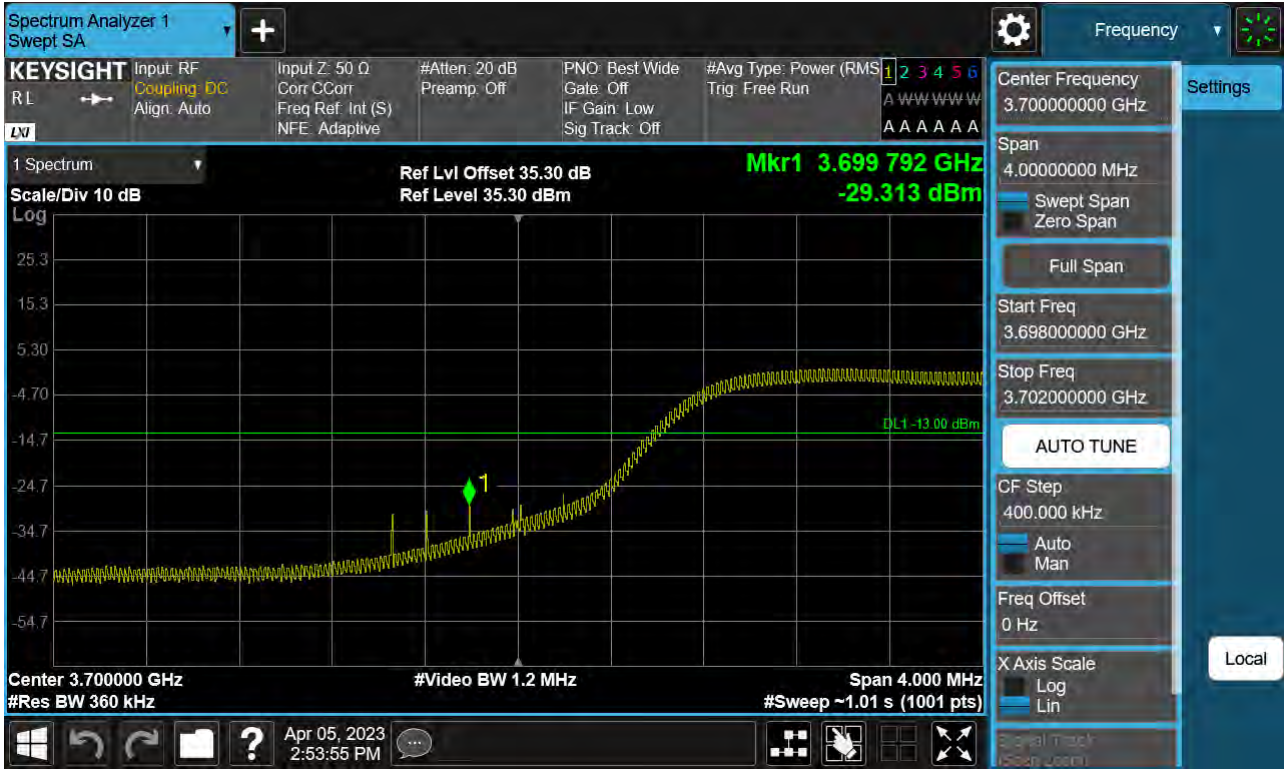 Spectrum Analyzer 1
Swept SA
Frequency
KEYSIGHT
RL
LXI
Input: RF
Coupling: DC
Align: Auto
Input Z: 50 Ω
Corr CCorr
Freq Ref: Int (S)
NFE: Adaptive
#Atten: 20 dB
Preamp: Off
PNO: Best Wide
Gate: Off
IF Gain: Low
Sig Track: Off
#Avg Type: Power (RMS
Trig: Free Run
1 2 3 4 5 6
A W W W W W
A A A A A A
1 Spectrum
Scale/Div 10 dB
Log
Ref Lvl Offset 35.30 dB
Ref Level 35.30 dBm
Mkr1 3.699 792 GHz
-29.313 dBm
25.3
15.3
5.30
-4.70
-14.7
-24.7
-34.7
-44.7
-54.7
DL1 -13.00 dBm
1
Center 3.700000 GHz
#Res BW 360 kHz
#Video BW 1.2 MHz
Span 4.000 MHz
#Sweep ~1.01 s (1001 pts)
Center Frequency
3.700000000 GHz
Settings
Span
4.00000000 MHz
Swept Span
Zero Span
Full Span
Start Freq
3.698000000 GHz
Stop Freq
3.702000000 GHz
AUTO TUNE
CF Step
400.000 kHz
Auto
Man
Freq Offset
0 Hz
X Axis Scale
Log
Lin
Local
Signal Track
(Span Zoom)
?
Apr 05, 2023
2:53:55 PM